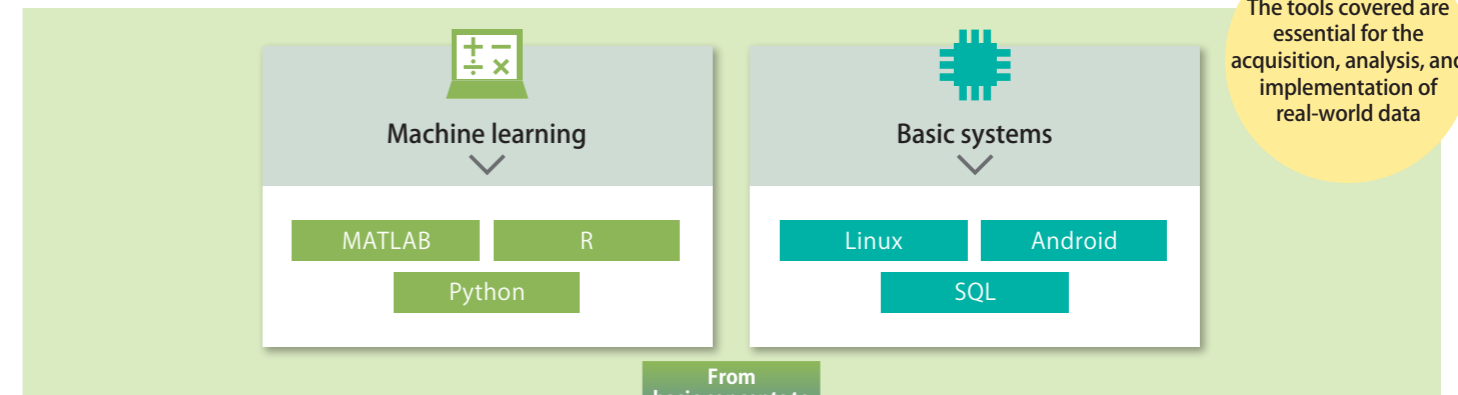 The tools covered are
essential for the
acquisition, analysis, and
implementation of
real-world data
Machine learning
Basic systems
MATLAB
R
Python
Linux
Android
SQL
From